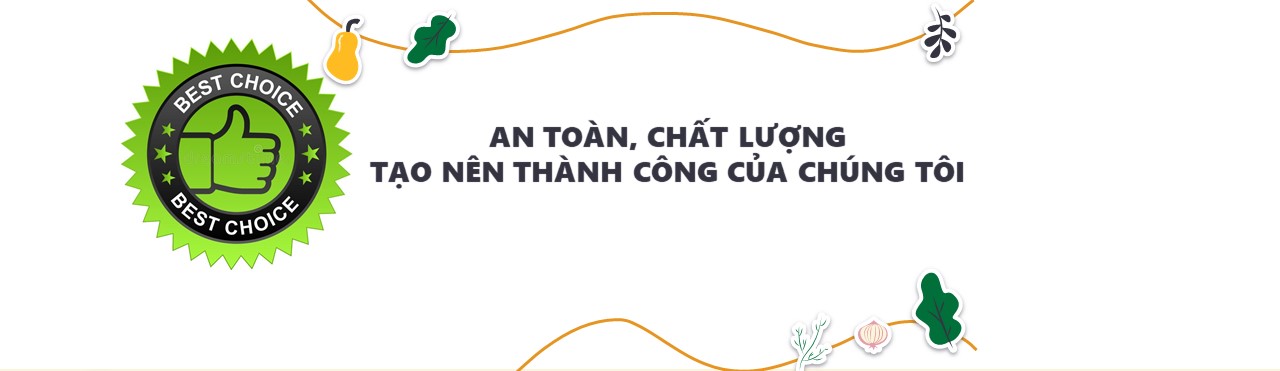 BEST CHOICE
BEST CHOICE
AN TOÀN, CHẤT LƯỢNG
TẠO NÊN THÀNH CÔNG CỦA CHÚNG TÔI